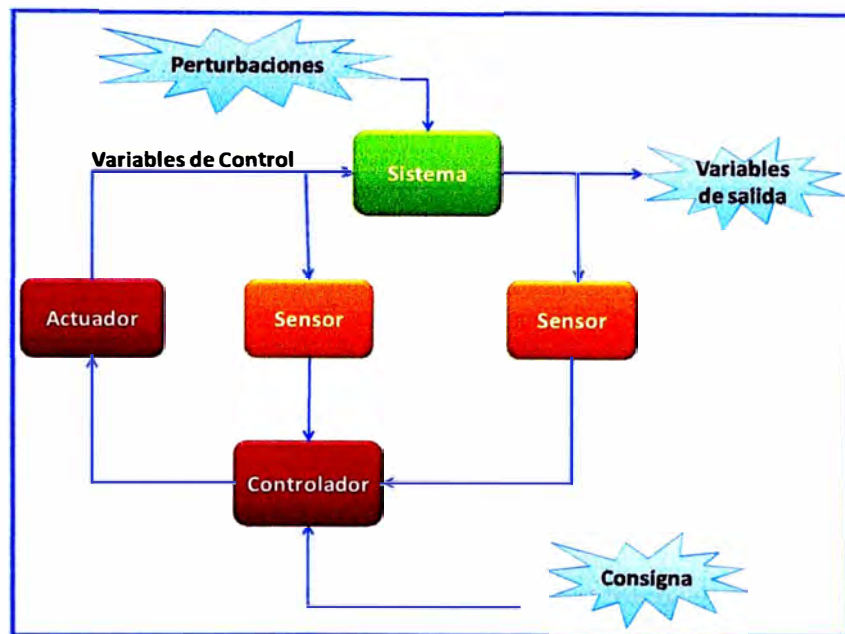 Perturbaciones
Variables de Control
Sistema
Variables
de salida
Actuador
Sensor
Sensor
Controlador
Consigna